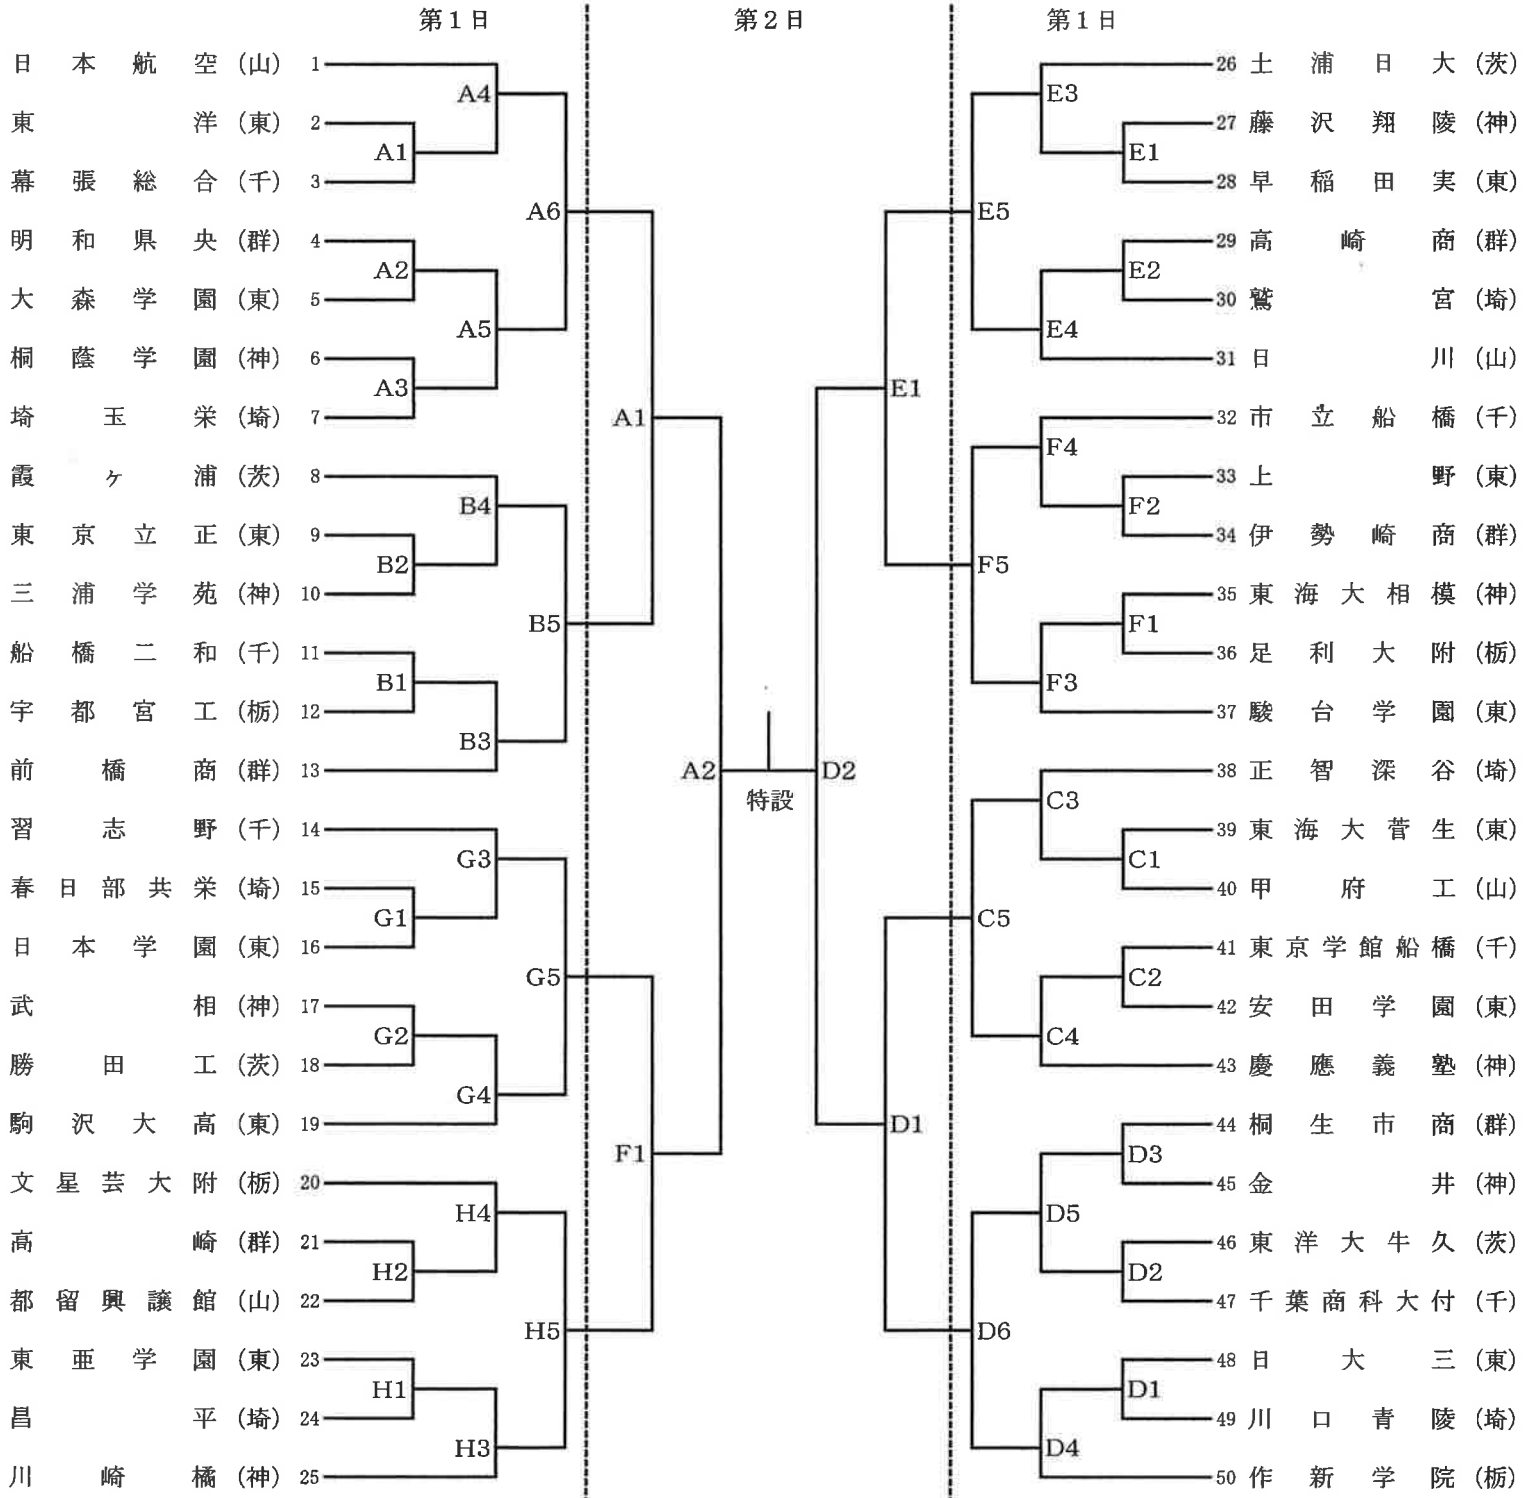 第１日 第２日 第１日
日本航空(山) 1
A4
東洋(東) 2
A1
幕張総合(千) 3
A6
明和県央(群) 4
A2
大森学園(東) 5
A5
桐蔭学園(神) 6
A3
埼玉栄(埼) 7
A1
霞ヶ浦(茨) 8
B4
東京立正(東) 9
B2
三浦学苑(神) 10
B5
船橋二和(千) 11
B1
宇都宮工(栃) 12
B3
前橋商(群) 13
A2
習志野(千) 14
G3
春日部共栄(埼) 15
G1
日本学園(東) 16
G5
武相(神) 17
G2
勝田工(茨) 18
G4
駒沢大高(東) 19
F1
文星芸大附(栃) 20
H4
高崎(群) 21
H2
都留興譲館(山) 22
H5
東亜学園(東) 23
H1
昌平(埼) 24
H3
川崎橘(神) 25
特設
26 土浦日大(茨)
E3
27 藤沢翔陵(神)
E1
28 早稲田実(東)
E5
29 高崎商(群)
E2
30 鷲宮(埼)
E4
31 日川(山)
E1
32 市立船橋(千)
F4
33 上野(東)
F2
34 伊勢崎商(群)
F5
35 東海大相模(神)
F1
36 足利大附(栃)
F3
37 駿台学園(東)
D2
38 正智深谷(埼)
C3
39 東海大菅生(東)
C1
40 甲府工(山)
C5
41 東京学館船橋(千)
C2
42 安田学園(東)
C4
43 慶應義塾(神)
D1
44 桐生市商(群)
D3
45 金井(神)
D5
46 東洋大牛久(茨)
D2
47 千葉商科大付(千)
D6
48 日大三(東)
D1
49 川口青陵(埼)
D4
50 作新学院(栃)